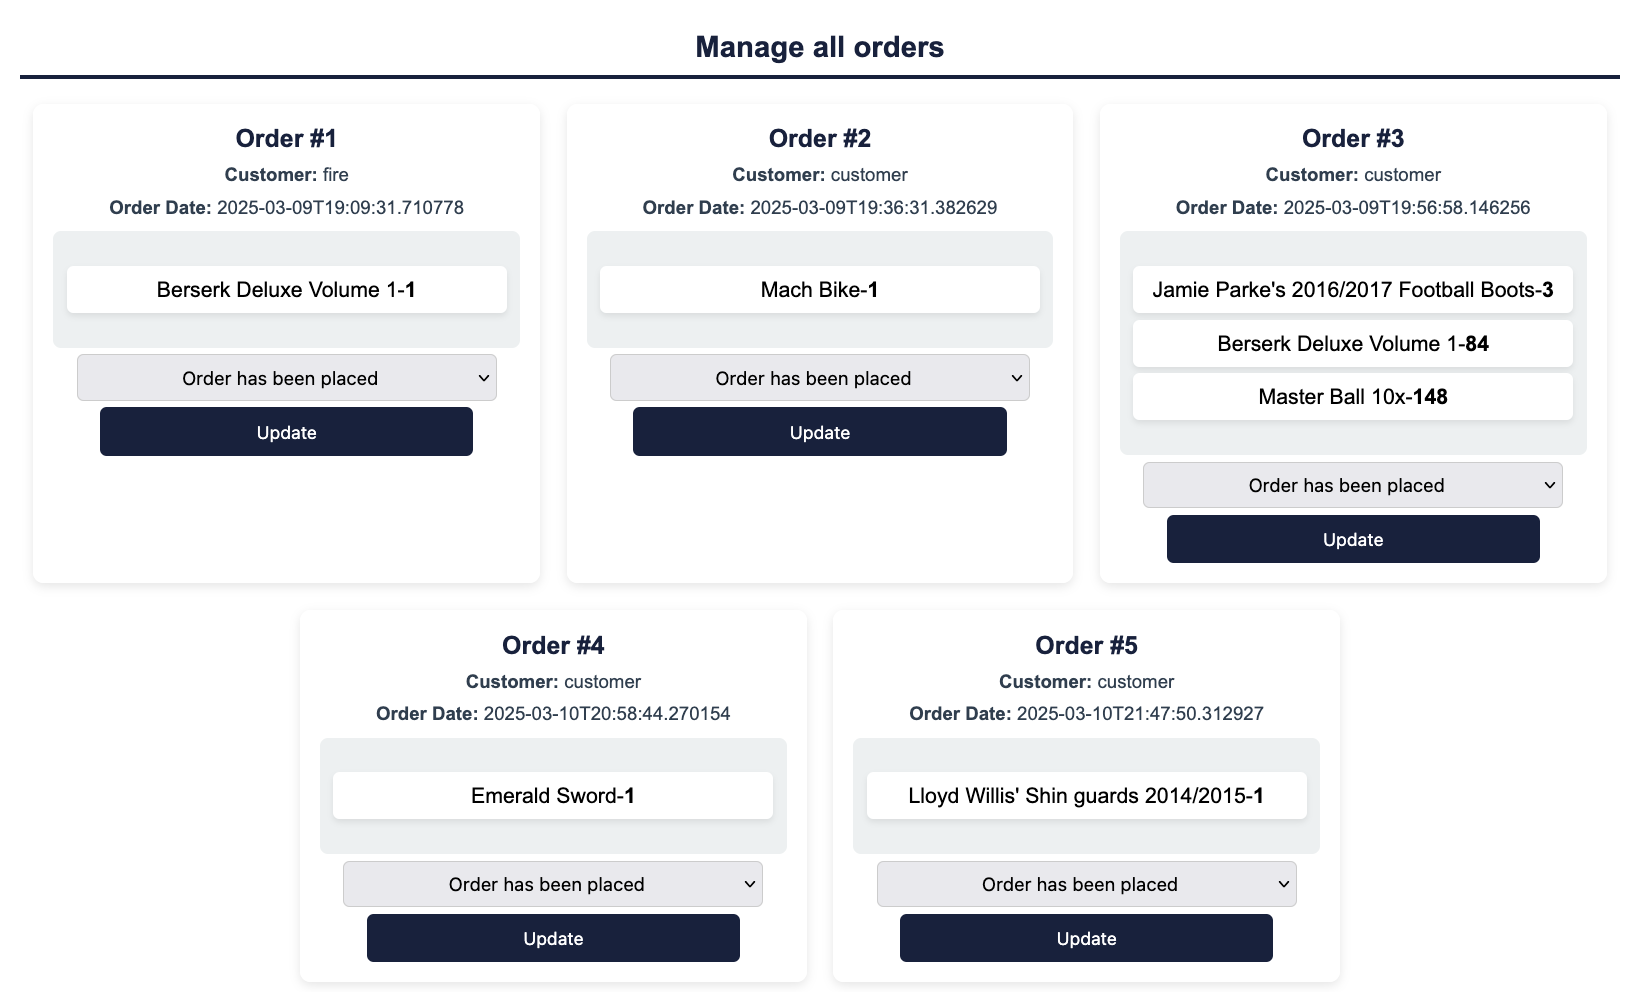 Manage all orders
Order #1
Customer: fire
Order Date: 2025-03-09T19:09:31.710778
Berserk Deluxe Volume 1-1
Order has been placed
Update
Order #2
Customer: customer
Order Date: 2025-03-09T19:36:31.382629
Mach Bike-1
Order has been placed
Update
Order #3
Customer: customer
Order Date: 2025-03-09T19:56:58.146256
Jamie Parke's 2016/2017 Football Boots-3
Berserk Deluxe Volume 1-84
Master Ball 10x-148
Order has been placed
Update
Order #4
Customer: customer
Order Date: 2025-03-10T20:58:44.270154
Emerald Sword-1
Order has been placed
Update
Order #5
Customer: customer
Order Date: 2025-03-10T21:47:50.312927
Lloyd Willis' Shin guards 2014/2015-1
Order has been placed
Update